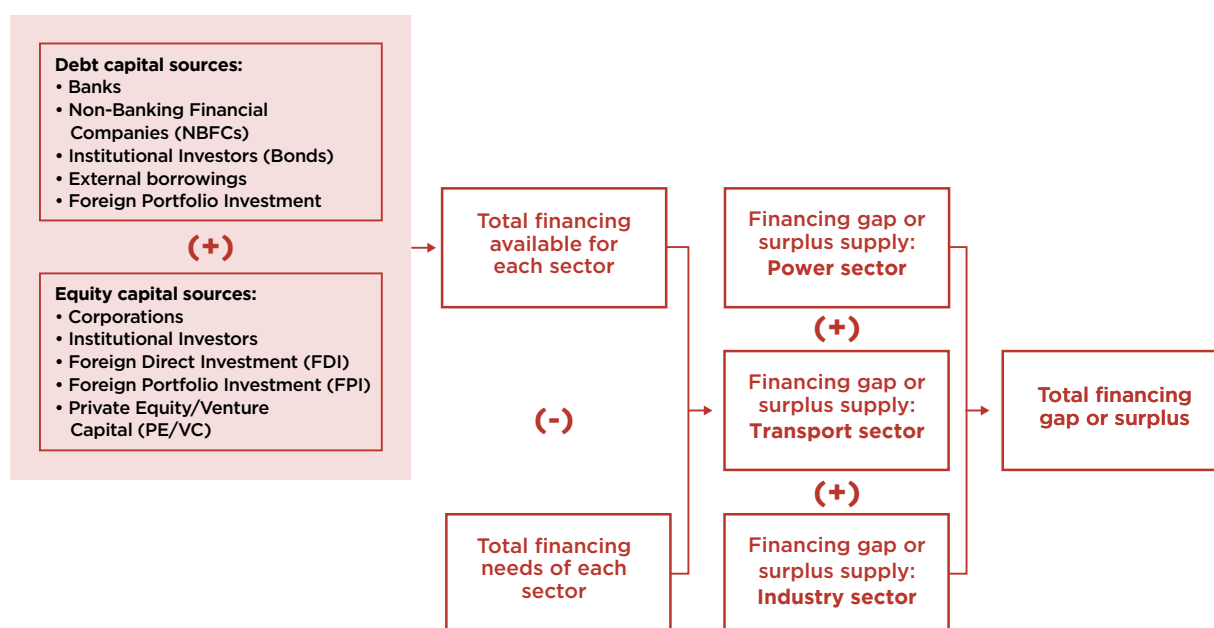 Debt capital sources:
• Banks
• Non-Banking Financial
Companies (NBFCs)
• Institutional Investors (Bonds)
• External borrowings
• Foreign Portfolio Investment
(+)
Equity capital sources:
• Corporations
• Institutional Investors
• Foreign Direct Investment (FDI)
• Foreign Portfolio Investment (FPI)
• Private Equity/Venture
Capital (PE/VC)
Total financing
available for
each sector
(-)
Total financing
needs of each
sector
Financing gap or
surplus supply:
Power sector
(+)
Financing gap or
surplus supply:
Transport sector
(+)
Financing gap or
surplus supply:
Industry sector
Total financing
gap or surplus